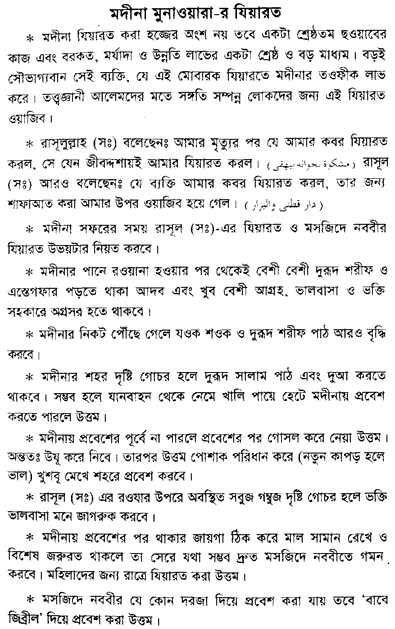 মদীনা মুনাওয়ারা-র যিয়ারত
* মদীনা যিয়ারত করা হজ্জের অংশ নয় তবে একটা শ্রেষ্ঠতম ছওয়াবের
কাজ এবং বরকত, মর্যাদা ও উন্নতি লাভের একটা শ্রেষ্ঠ ও বড় মাধ্যম। বড়ই
সৌভাগ্যবান সেই ব্যক্তি, যে এই মোবারক যিয়ারতে মদীনার তওফীক লাভ
করে। তত্ত্বজ্ঞানী আলেমদের মতে সঙ্গতি সম্পন্ন লোকদের জন্য এই যিয়ারত
ওয়াজিব।
* রাসূলুল্লাহ (সঃ) বলেছেনঃ আমার মৃত্যুর পর যে আমার কবর যিয়ারত
করল, সে যেন জীবদ্দশায়ই আমার যিয়ারত করল। (مشكوة بحوالہ بيهقى) রাসূল
(সঃ) আরও বলেছেনঃ যে ব্যক্তি আমার কবর যিয়ারত করল, তার জন্য
শাফাআত করা আমার উপর ওয়াজিব হয়ে গেল। (دار قطنى والبزار)
* মদীনা সফরের সময় রাসূল (সঃ)-এর যিয়ারত ও মসজিদে নববীর
যিয়ারত উভয়টার নিয়ত করবে।
* মদীনার পানে রওয়ানা হওয়ার পর থেকেই বেশী বেশী দুরূদ শরীফ ও
এস্তেগফার পড়তে থাকা আদব এবং খুব বেশী আগ্রহ, ভালবাসা ও ভক্তি
সহকারে অগ্রসর হতে থাকবে।
* মদীনার নিকট পৌঁছে গেলে যওক শওক ও দুরূদ শরীফ পাঠ আরও বৃদ্ধি
করবে।
* মদীনার শহর দৃষ্টি গোচর হলে দুরূদ সালাম পাঠ এবং দুআ করতে
থাকবে। সম্ভব হলে যানবাহন থেকে নেমে খালি পায়ে হেটে মদীনায় প্রবেশ
করতে পারলে উত্তম।
* মদীনায় প্রবেশের পূর্বে না পারলে প্রবেশের পর গোসল করে নেয়া উত্তম।
অন্ততঃ উযূ করে নিবে। তারপর উত্তম পোশাক পরিধান করে (নতুন কাপড় হলে
ভাল) খুশবূ মেখে শহরে প্রবেশ করবে।
* রাসূল (সঃ) এর রওযার উপরে অবস্থিত সবুজ গম্বুজ দৃষ্টি গোচর হলে ভক্তি
ভালবাসা মনে জাগরুক করবে।
* মদীনায় প্রবেশের পর থাকার জায়গা ঠিক করে মাল সামান রেখে ও
বিশেষ জরুরত থাকলে তা সেরে যথা সম্ভব দ্রুত মসজিদে নববীতে গমন
করবে। মহিলাদের জন্য রাত্রে যিয়ারত করা উত্তম।
* মসজিদে নববীর যে কোন দরজা দিয়ে প্রবেশ করা যায় তবে ‘বাবে
জিব্রীল’ দিয়ে প্রবেশ করা উত্তম।